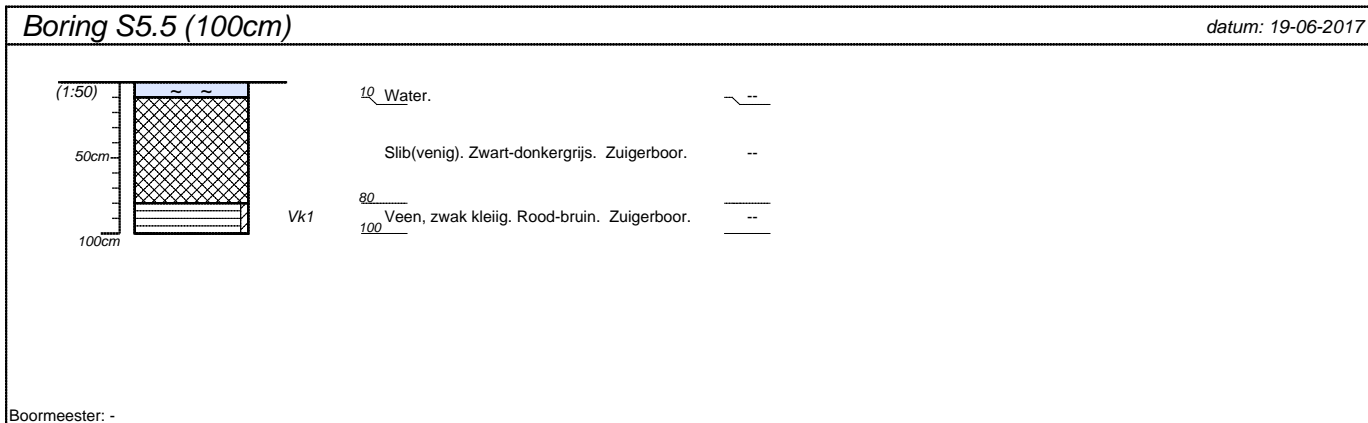 Boring S5.5 (100cm) datum: 19-06-2017
(1:50) ~ ~ 10 Water. --
50cm Slib(venig). Zwart-donkergrijs. Zuigerboor. --
80
Vk1 Veen, zwak kleiig. Rood-bruin. Zuigerboor. --
100
100cm
Boormeester: -